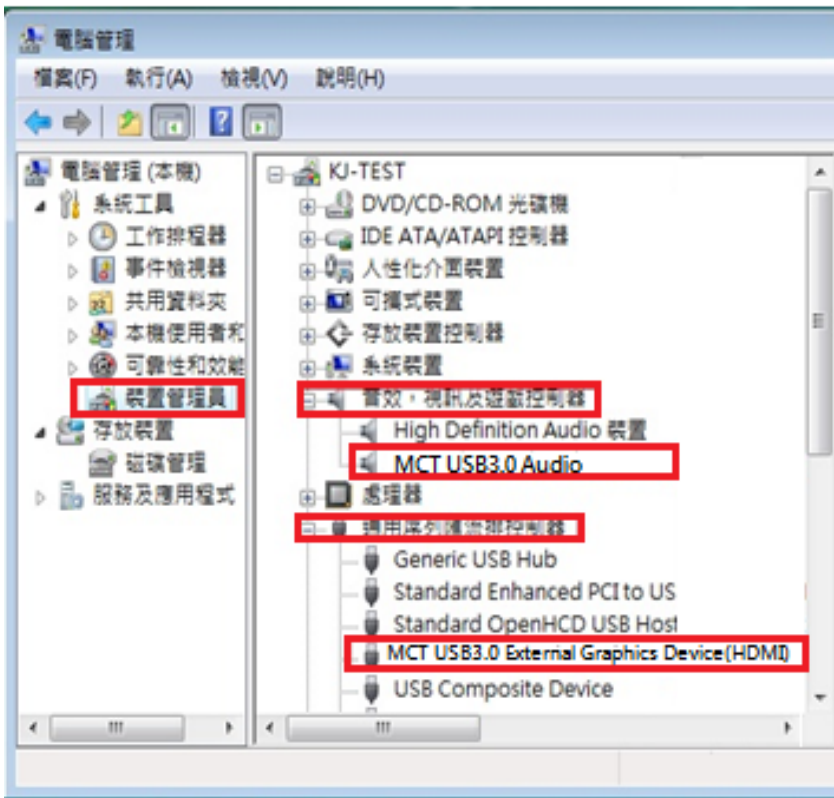 電腦管理
檔案(F) 執行(A) 檢視(V) 說明(H)
電腦管理 (本機)
系統工具
工作排程器
事件檢視器
共用資料夾
本機使用者和
可靠性和效能
裝置管理員
存放裝置
磁碟管理
服務及應用程式
KJ-TEST
DVD/CD-ROM 光碟機
IDE ATA/ATAPI 控制器
人性化介面裝置
可攜式裝置
存放裝置控制器
系統裝置
音效，視訊及遊戲控制器
High Definition Audio 裝置
MCT USB3.0 Audio
處理器
通用序列匯流排控制器
Generic USB Hub
Standard Enhanced PCI to US
Standard OpenHCD USB Host
MCT USB3.0 External Graphics Device(HDMI)
USB Composite Device